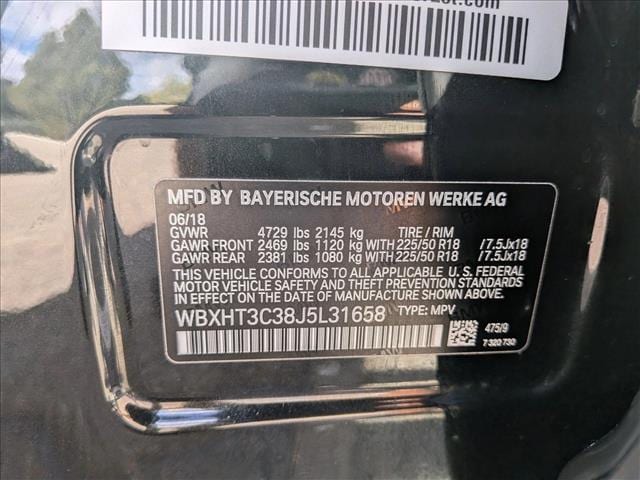 MFD BY BAYERISCHE MOTOREN WERKE AG
06/18
GVWR 4729 lbs 2145 kg TIRE / RIM
GAWR FRONT 2469 lbs 1120 kg WITH 225/50 R18 /7.5Jx18
GAWR REAR 2381 lbs 1080 kg WITH 225/50 R18 /7.5Jx18
THIS VEHICLE CONFORMS TO ALL APPLICABLE U. S. FEDERAL
MOTOR VEHICLE SAFETY AND THEFT PREVENTION STANDARDS
IN EFFECT ON THE DATE OF MANUFACTURE SHOWN ABOVE.
WBXHT3C38J5L31658 TYPE: MPV
475/9
7 320 730